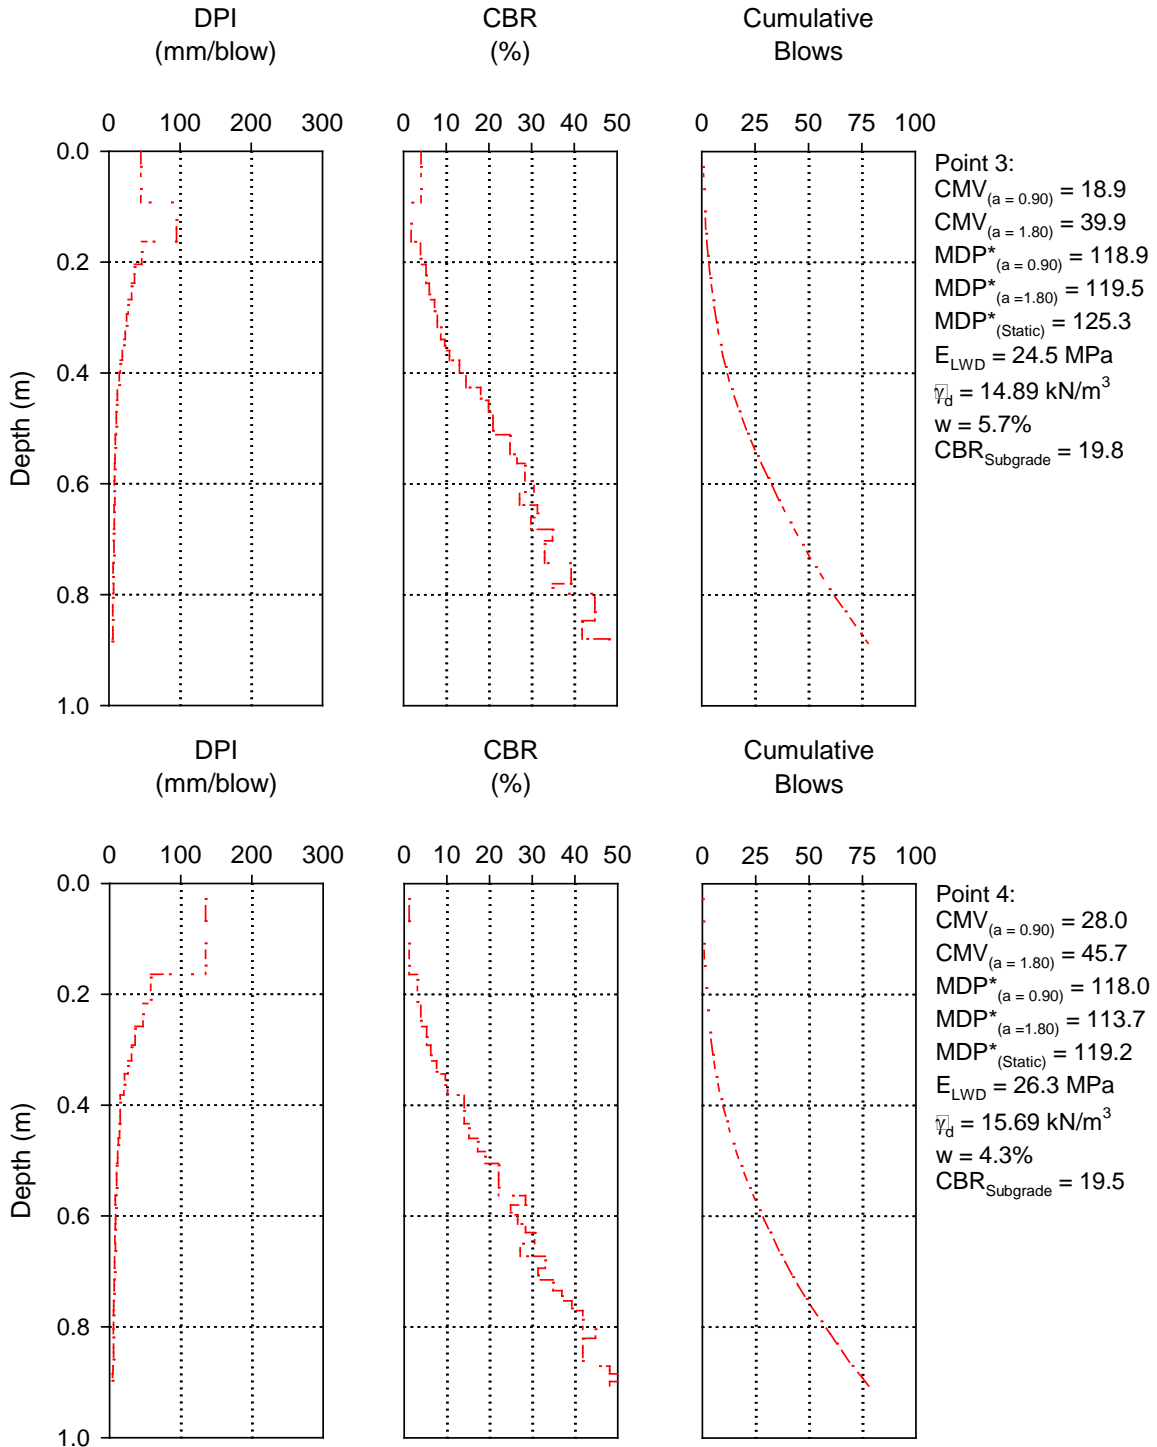 DPI
(mm/blow)
CBR
(%)
Cumulative
Blows
0 100 200 300
0 10 20 30 40 50
0 25 50 75 100
0.0
0.2
0.4
0.6
0.8
1.0
Depth (m)
Point 3:
CMV(a = 0.90) = 18.9
CMV(a = 1.80) = 39.9
MDP*(a = 0.90) = 118.9
MDP*(a =1.80) = 119.5
MDP*(Static) = 125.3
ELWD = 24.5 MPa
γd = 14.89 kN/m3
w = 5.7%
CBRSubgrade = 19.8
DPI
(mm/blow)
CBR
(%)
Cumulative
Blows
0 100 200 300
0 10 20 30 40 50
0 25 50 75 100
0.0
0.2
0.4
0.6
0.8
1.0
Depth (m)
Point 4:
CMV(a = 0.90) = 28.0
CMV(a = 1.80) = 45.7
MDP*(a = 0.90) = 118.0
MDP*(a =1.80) = 113.7
MDP*(Static) = 119.2
ELWD = 26.3 MPa
γd = 15.69 kN/m3
w = 4.3%
CBRSubgrade = 19.5